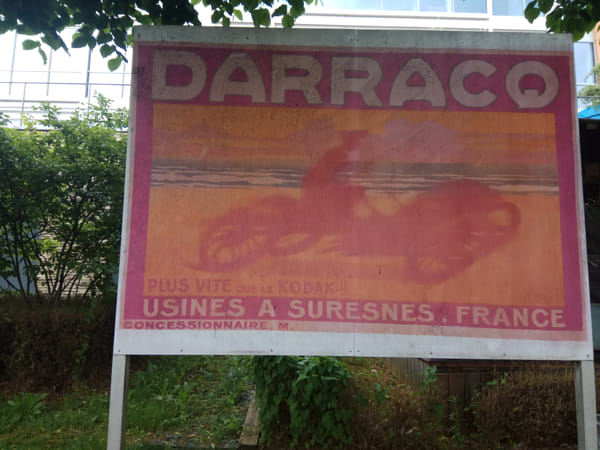 DARRACQ
PLUS VITE QUE LE KODAK!!
USINES A SURESNES. FRANCE
CONCESSIONNAIRE. M.